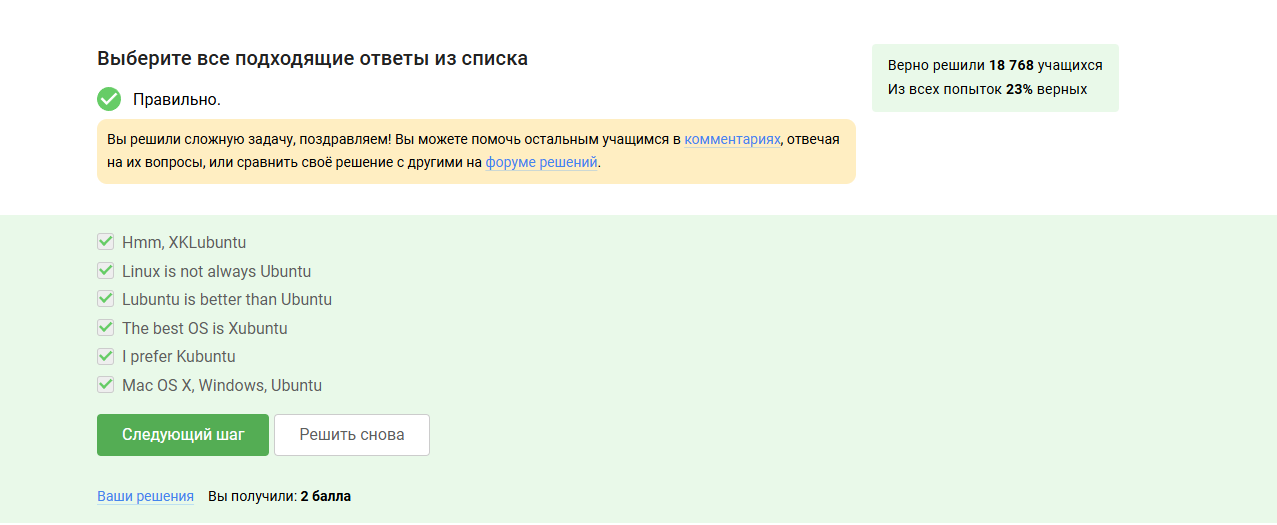 Выберите все подходящие ответы из списка
Верно решили 18 768 учащихся
Из всех попыток 23% верных
Правильно.
Вы решили сложную задачу, поздравляем! Вы можете помочь остальным учащимся в комментариях, отвечая
на их вопросы, или сравнить своё решение с другими на форуме решений.
Hmm, XKLubuntu
Linux is not always Ubuntu
Lubuntu is better than Ubuntu
The best OS is Xubuntu
I prefer Kubuntu
Mac OS X, Windows, Ubuntu
Следующий шаг Решить снова
Ваши решения Вы получили: 2 балла